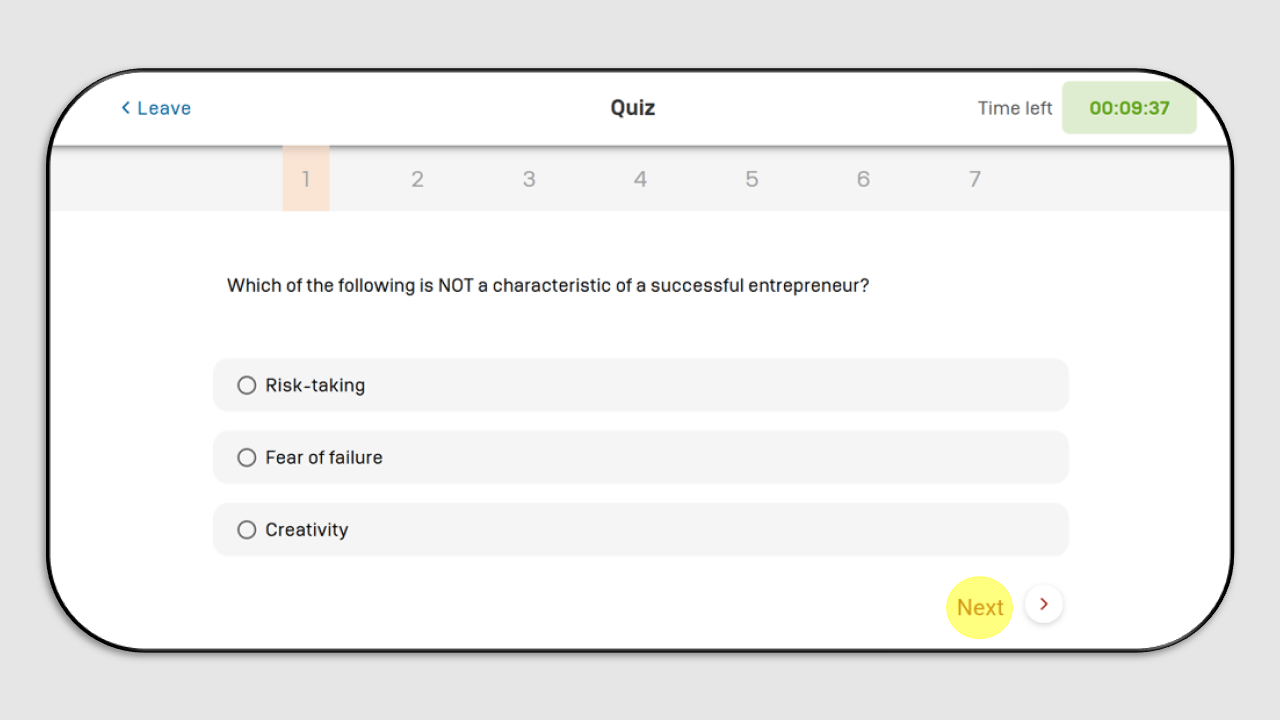 Leave
Quiz
Time left
00:09:37
1 2 3 4 5 6 7
Which of the following is NOT a characteristic of a successful entrepreneur?
Risk-taking
Fear of failure
Creativity
Next